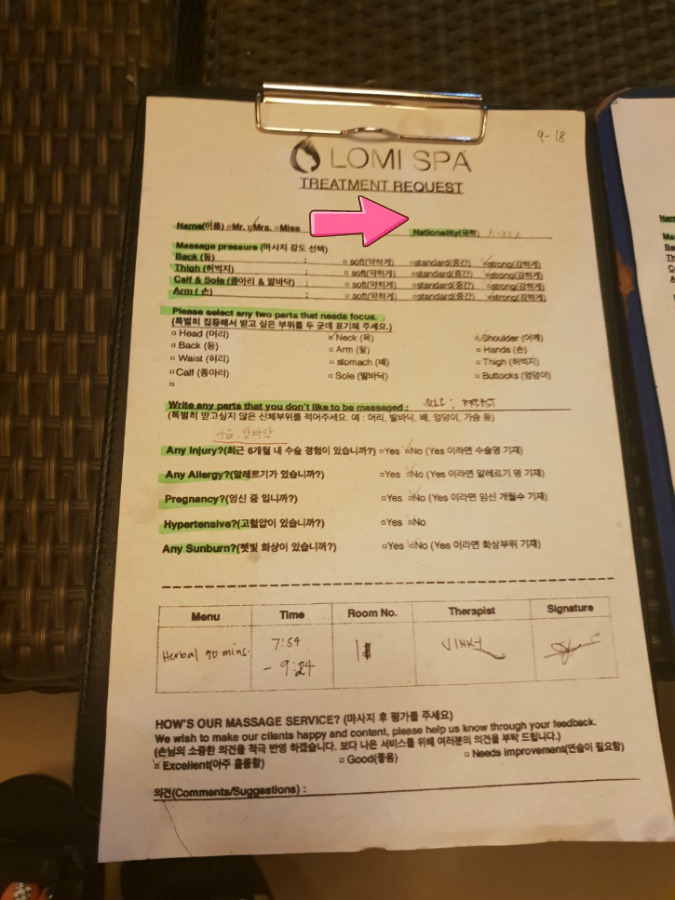 4-18
LOMI SPA
TREATMENT REQUEST
Name(이름) □Mr. □Mrs. □Miss
Nationality(국적)
Massage pressure (마사지 강도 선택)
Back (등) : □ soft(약하게) □standard(중간) □strong(강하게)
Thigh (허벅지) : □ soft(약하게) □standard(중간) □strong(강하게)
Calf & Sole (종아리 & 발바닥) : □ soft(약하게) □standard(중간) □strong(강하게)
Arm ( 손) : □ soft(약하게) □standard(중간) □strong(강하게)
Please select any two parts that needs focus.
(특별히 집중해서 받고 싶은 부위를 두 군데 표기해 주세요.)
□ Head (머리) □ Neck (목) □ Shoulder (어깨)
□ Back (등) □ Arm (팔) □ Hands (손)
□ Waist (허리) □ stomach (배) □ Thigh (허벅지)
□ Calf (종아리) □ Sole (발바닥) □ Buttocks (엉덩이)
□
Write any parts that you don't like to be massaged : SOLE ; BREAST
(특별히 받고싶지 않은 신체부위를 적어주세요. 예 : 머리, 발바닥, 배, 엉덩이, 가슴 등)
가슴, 발바닥
Any Injury?(최근 6개월 내 수술 경험이 있습니까?) □Yes □No (Yes 이라면 수술명 기재)
Any Allergy?(알레르기가 있습니까?) □Yes □No (Yes 이라면 알레르기 명 기재)
Pregnancy?(임신 중 입니까?) □Yes □No (Yes 이라면 임신 개월수 기재)
Hypertensive?(고혈압이 있습니까?) □Yes □No
Any Sunburn?(햇빛 화상이 있습니까?) □Yes □No (Yes 이라면 화상부위 기재)
Menu Time Room No. Therapist Signature
Herbal 90 mins. 7:54 - 9:24 JINKY
HOW'S OUR MASSAGE SERVICE? (마사지 후 평가를 주세요)
We wish to make our clients happy and content, please help us know through your feedback.
(손님의 소중한 의견을 적극 반영 하겠습니다. 보다 나은 서비스를 위해 여러분의 의견을 부탁 드립니다.)
□ Excellent(아주 훌륭함) □ Good(좋음) □ Needs improvement(연습이 필요함)
의견(Comments/Suggestions) :